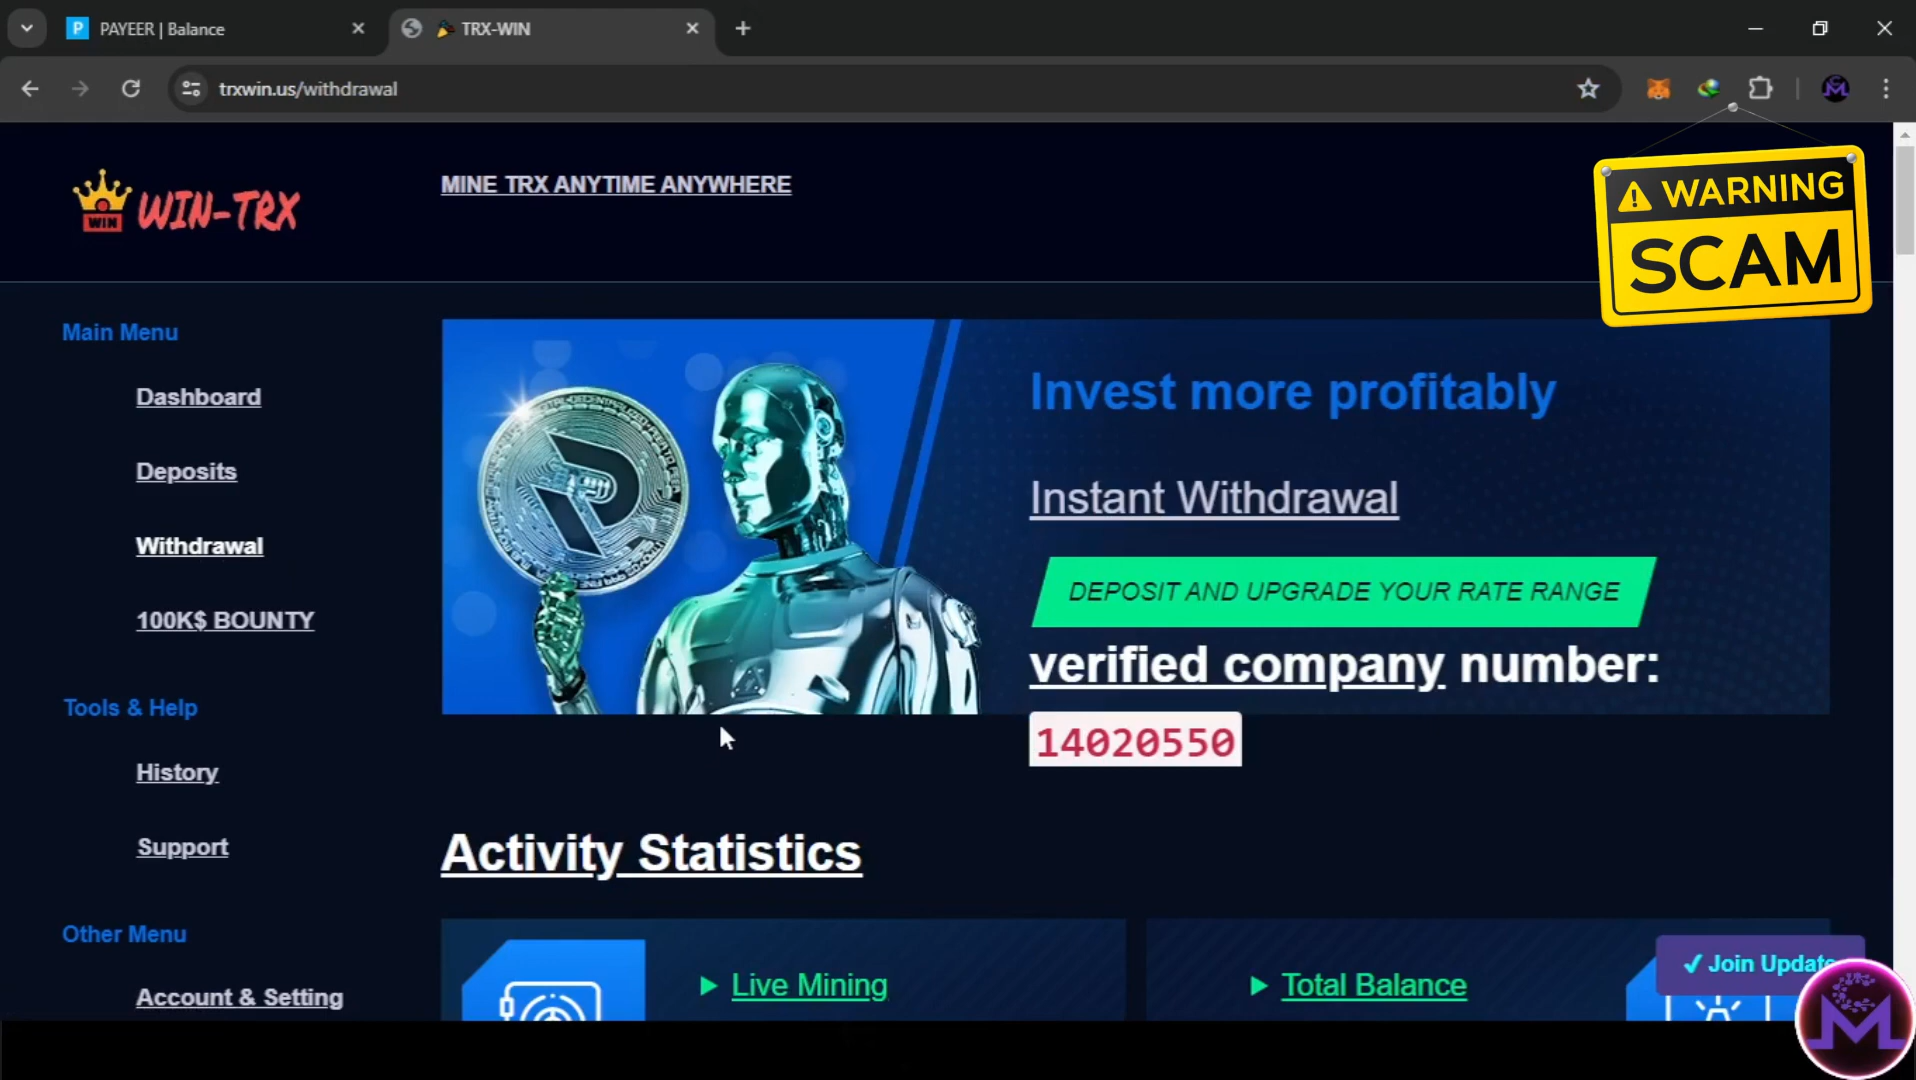 PAYEER | Balance
TRX-WIN
trxwin.us/withdrawal
WIN WIN-TRX
MINE TRX ANYTIME ANYWHERE
WARNING
SCAM
Main Menu
Dashboard
Deposits
Withdrawal
100K$ BOUNTY
Tools & Help
History
Support
Other Menu
Account & Setting
Invest more profitably
Instant Withdrawal
DEPOSIT AND UPGRADE YOUR RATE RANGE
verified company number:
14020550
Activity Statistics
Live Mining
Total Balance
✓ Join Update